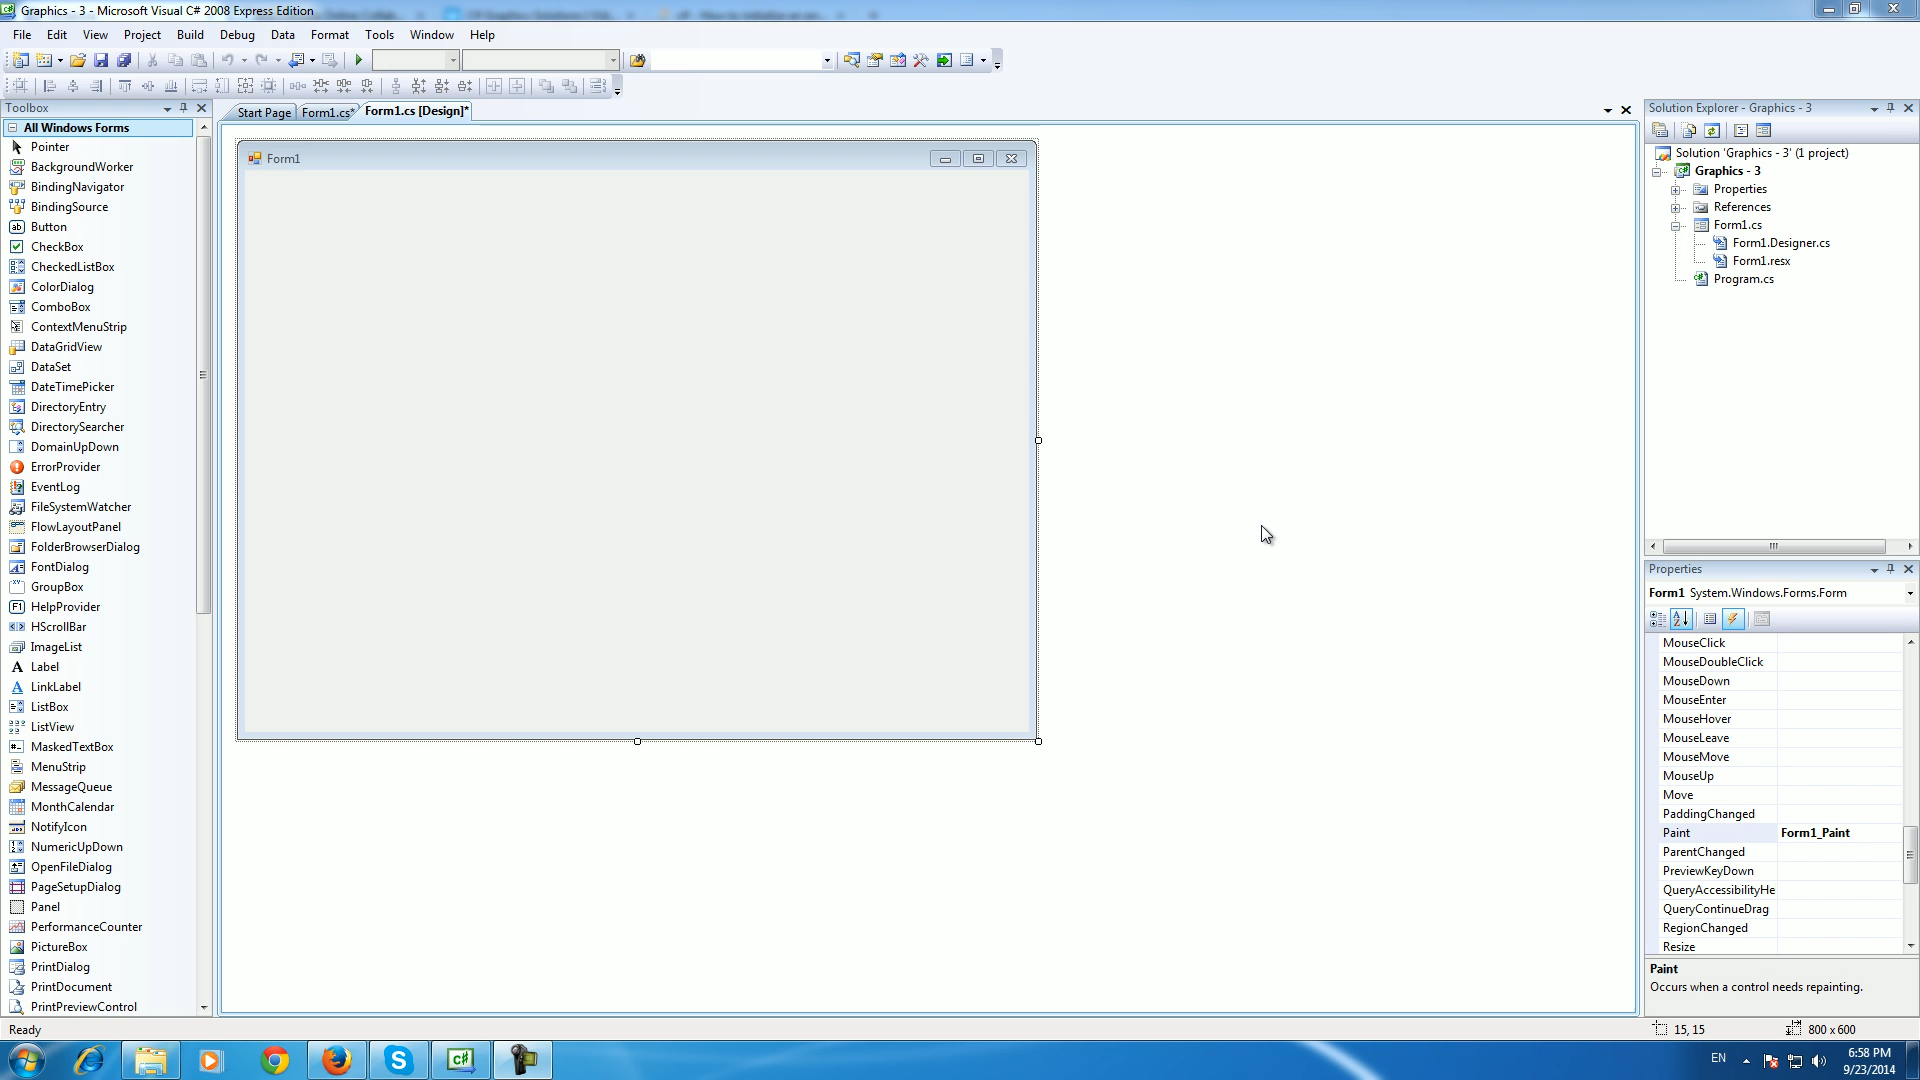 Graphics - 3 - Microsoft Visual C# 2008 Express Edition
File Edit View Project Build Debug Data Format Tools Window Help
Toolbox
All Windows Forms
Pointer
BackgroundWorker
BindingNavigator
BindingSource
Button
CheckBox
CheckedListBox
ColorDialog
ComboBox
ContextMenuStrip
DataGridView
DataSet
DateTimePicker
DirectoryEntry
DirectorySearcher
DomainUpDown
ErrorProvider
EventLog
FileSystemWatcher
FlowLayoutPanel
FolderBrowserDialog
FontDialog
GroupBox
HelpProvider
HScrollBar
ImageList
Label
LinkLabel
ListBox
ListView
MaskedTextBox
MenuStrip
MessageQueue
MonthCalendar
NotifyIcon
NumericUpDown
OpenFileDialog
PageSetupDialog
Panel
PerformanceCounter
PictureBox
PrintDialog
PrintDocument
PrintPreviewControl
Start Page Form1.cs* Form1.cs [Design]*
Form1
Solution Explorer - Graphics - 3
Solution 'Graphics - 3' (1 project)
Graphics - 3
Properties
References
Form1.cs
Form1.Designer.cs
Form1.resx
Program.cs
Properties
Form1 System.Windows.Forms.Form
MouseClick
MouseDoubleClick
MouseDown
MouseEnter
MouseHover
MouseLeave
MouseMove
MouseUp
Move
PaddingChanged
Paint Form1_Paint
ParentChanged
PreviewKeyDown
QueryAccessibilityHe
QueryContinueDrag
RegionChanged
Resize
Paint
Occurs when a control needs repainting.
Ready
15, 15
800 x 600
EN
6:58 PM
9/23/2014